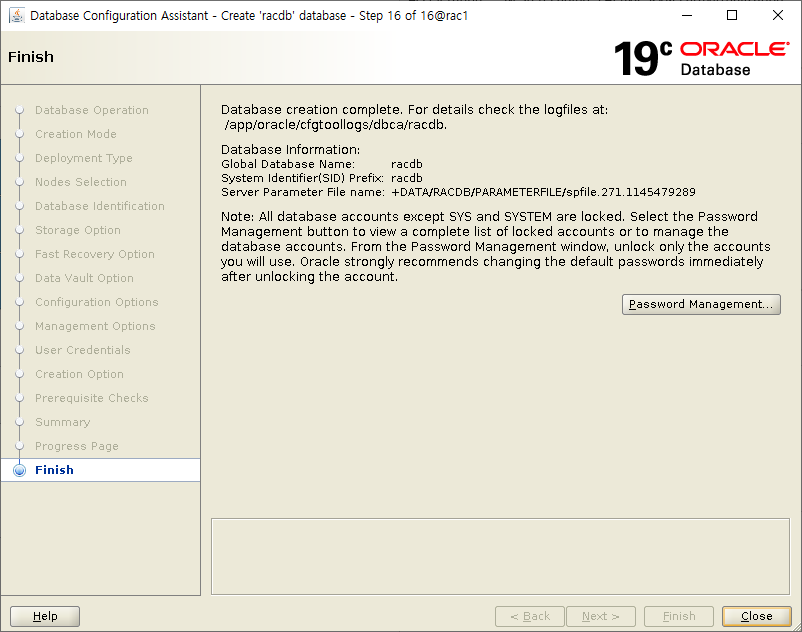 Database Configuration Assistant - Create 'racdb' database - Step 16 of 16@rac1
Finish
19c ORACLE
Database
Database Operation
Creation Mode
Deployment Type
Nodes Selection
Database Identification
Storage Option
Fast Recovery Option
Data Vault Option
Configuration Options
Management Options
User Credentials
Creation Option
Prerequisite Checks
Summary
Progress Page
Finish
Database creation complete. For details check the logfiles at:
/app/oracle/cfgtoollogs/dbca/racdb.
Database Information:
Global Database Name: racdb
System Identifier(SID) Prefix: racdb
Server Parameter File name: +DATA/RACDB/PARAMETERFILE/spfile.271.1145479289
Note: All database accounts except SYS and SYSTEM are locked. Select the Password
Management button to view a complete list of locked accounts or to manage the
database accounts. From the Password Management window, unlock only the accounts
you will use. Oracle strongly recommends changing the default passwords immediately
after unlocking the account.
Password Management...
Help
< Back
Next >
Finish
Close